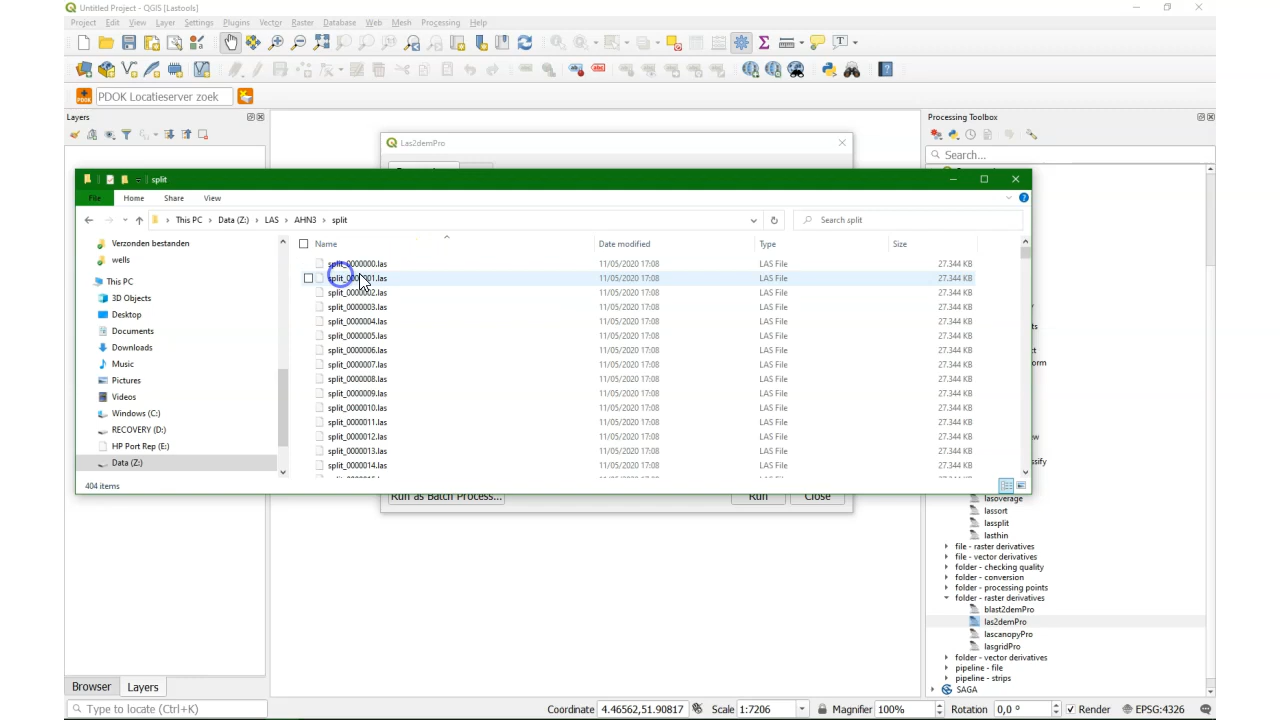 Untitled Project - QGIS [Lastools]
Project Edit View Layer Settings Plugins Vector Raster Database Web Mesh Processing Help
PDOK
PDOK Locatieserver zoek
Layers
Processing Toolbox
Las2demPro
Search...
split
File Home Share View
This PC > Data (Z:) > LAS > AHN3 > split
Search split
Verzonden bestanden
wells
This PC
3D Objects
Desktop
Documents
Downloads
Music
Pictures
Videos
Windows (C:)
RECOVERY (D:)
HP Port Rep (E:)
Data (Z:)
Name Date modified Type Size
split_0000000.las 11/05/2020 17:08 LAS File 27.344 KB
split_0000001.las 11/05/2020 17:08 LAS File 27.344 KB
split_0000002.las 11/05/2020 17:08 LAS File 27.344 KB
split_0000003.las 11/05/2020 17:08 LAS File 27.344 KB
split_0000004.las 11/05/2020 17:08 LAS File 27.344 KB
split_0000005.las 11/05/2020 17:08 LAS File 27.344 KB
split_0000006.las 11/05/2020 17:08 LAS File 27.344 KB
split_0000007.las 11/05/2020 17:08 LAS File 27.344 KB
split_0000008.las 11/05/2020 17:08 LAS File 27.344 KB
split_0000009.las 11/05/2020 17:08 LAS File 27.344 KB
split_0000010.las 11/05/2020 17:08 LAS File 27.344 KB
split_0000011.las 11/05/2020 17:08 LAS File 27.344 KB
split_0000012.las 11/05/2020 17:08 LAS File 27.344 KB
split_0000013.las 11/05/2020 17:08 LAS File 27.344 KB
split_0000014.las 11/05/2020 17:08 LAS File 27.344 KB
404 items
Run as Batch Process... Run Close
lasoverage
lassort
lassplit
lasthin
file - raster derivatives
file - vector derivatives
folder - checking quality
folder - conversion
folder - processing points
folder - raster derivatives
blast2demPro
las2demPro
lascanopyPro
lasgridPro
folder - vector derivatives
pipeline - file
pipeline - strips
SAGA
Browser Layers
Type to locate (Ctrl+K) Coordinate 4.46562,51.90817 Scale 1:7206 Magnifier 100% Rotation 0,0 ° Render EPSG:4326